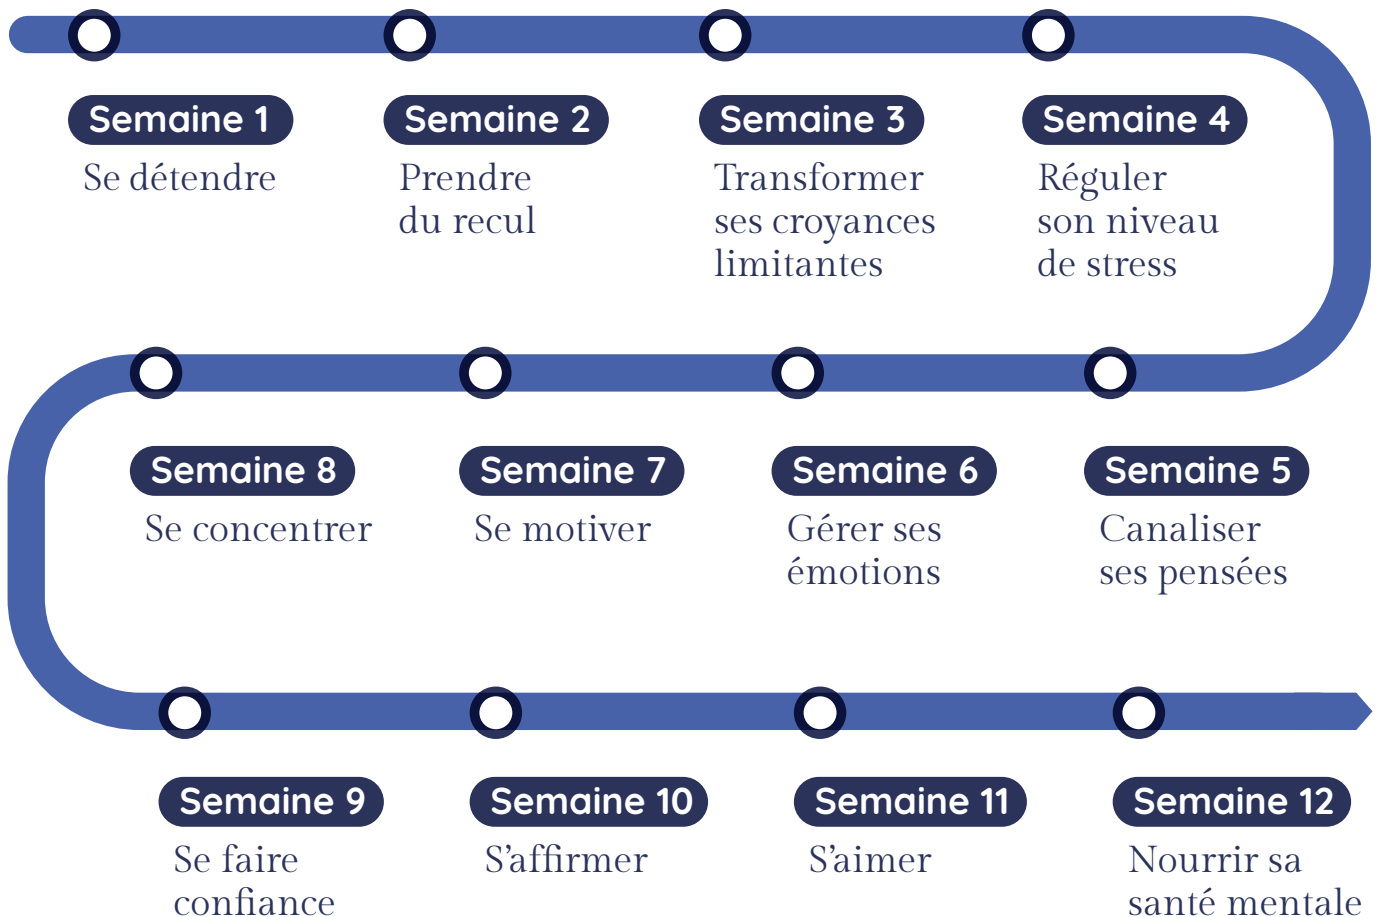 Semaine 1
Se détendre
Semaine 2
Prendre
du recul
Semaine 3
Transformer
ses croyances
limitantes
Semaine 4
Réguler
son niveau
de stress
Semaine 5
Canaliser
ses pensées
Semaine 6
Gérer ses
émotions
Semaine 7
Se motiver
Semaine 8
Se concentrer
Semaine 9
Se faire
confiance
Semaine 10
S’affirmer
Semaine 11
S’aimer
Semaine 12
Nourrir sa
santé mentale